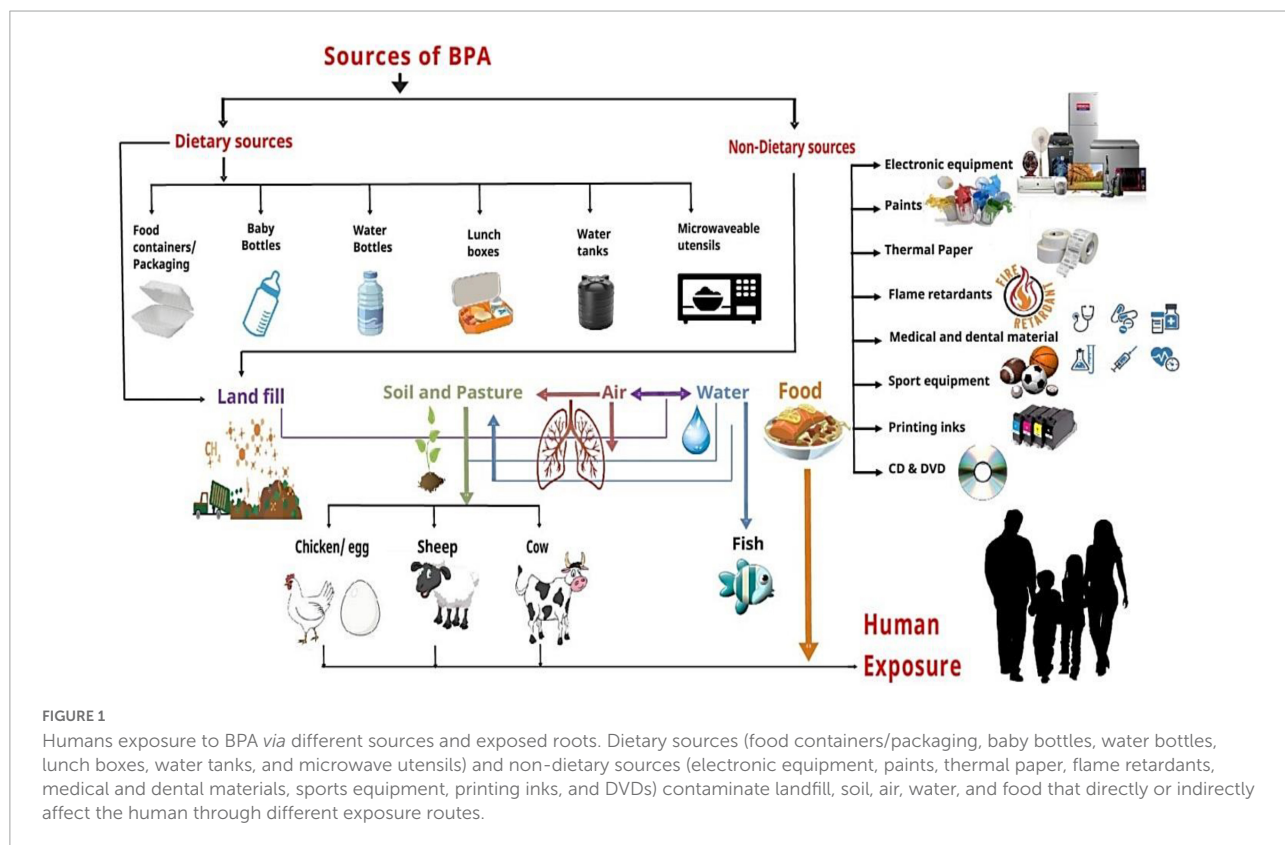 Sources of BPA
Dietary sources
Non-Dietary sources
Food
containers/
Packaging
Baby
Bottles
Water
Bottles
Lunch
boxes
Water
tanks
Microwaveable
utensils
Electronic equipment
Paints
Thermal Paper
Flame retardants
FIRE
RETARDANT
Medical and dental material
Sport equipment
Printing inks
CD & DVD
Land fill
Soil and Pasture
Air
Water
Food
CH₄
Chicken/ egg
Sheep
Cow
Fish
Human
Exposure
FIGURE 1
Humans exposure to BPA via different sources and exposed roots. Dietary sources (food containers/packaging, baby bottles, water bottles,
lunch boxes, water tanks, and microwave utensils) and non-dietary sources (electronic equipment, paints, thermal paper, flame retardants,
medical and dental materials, sports equipment, printing inks, and DVDs) contaminate landfill, soil, air, water, and food that directly or indirectly
affect the human through different exposure routes.